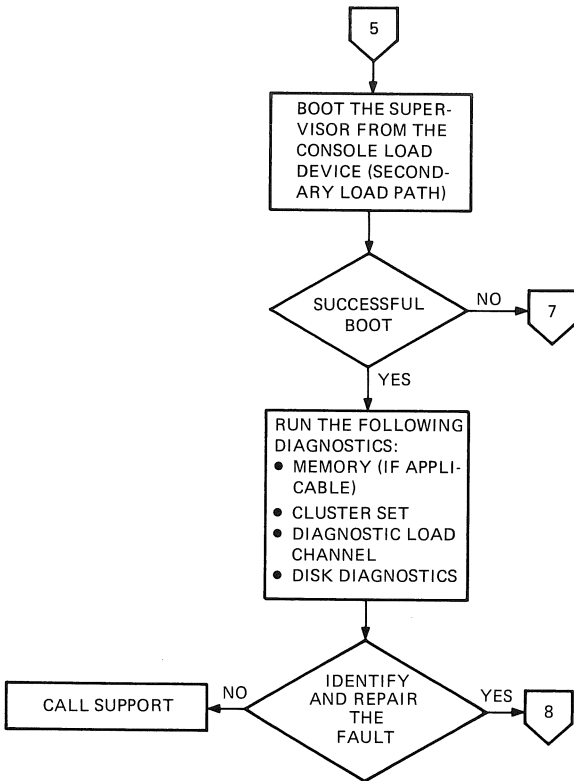 5
BOOT THE SUPER-
VISOR FROM THE
CONSOLE LOAD
DEVICE (SECOND-
ARY LOAD PATH)
SUCCESSFUL
BOOT
NO
7
YES
RUN THE FOLLOWING
DIAGNOSTICS:
● MEMORY (IF APPLI-
CABLE)
● CLUSTER SET
● DIAGNOSTIC LOAD
CHANNEL
● DISK DIAGNOSTICS
IDENTIFY
AND REPAIR
THE
FAULT
NO
CALL SUPPORT
YES
8